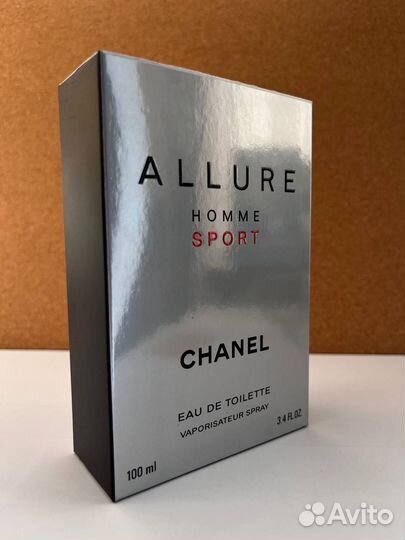 ALLURE
HOMME
SPORT
CHANEL
EAU DE TOILETTE
VAPORISATEUR SPRAY
100 ml
3.4 FL.OZ.
Avito